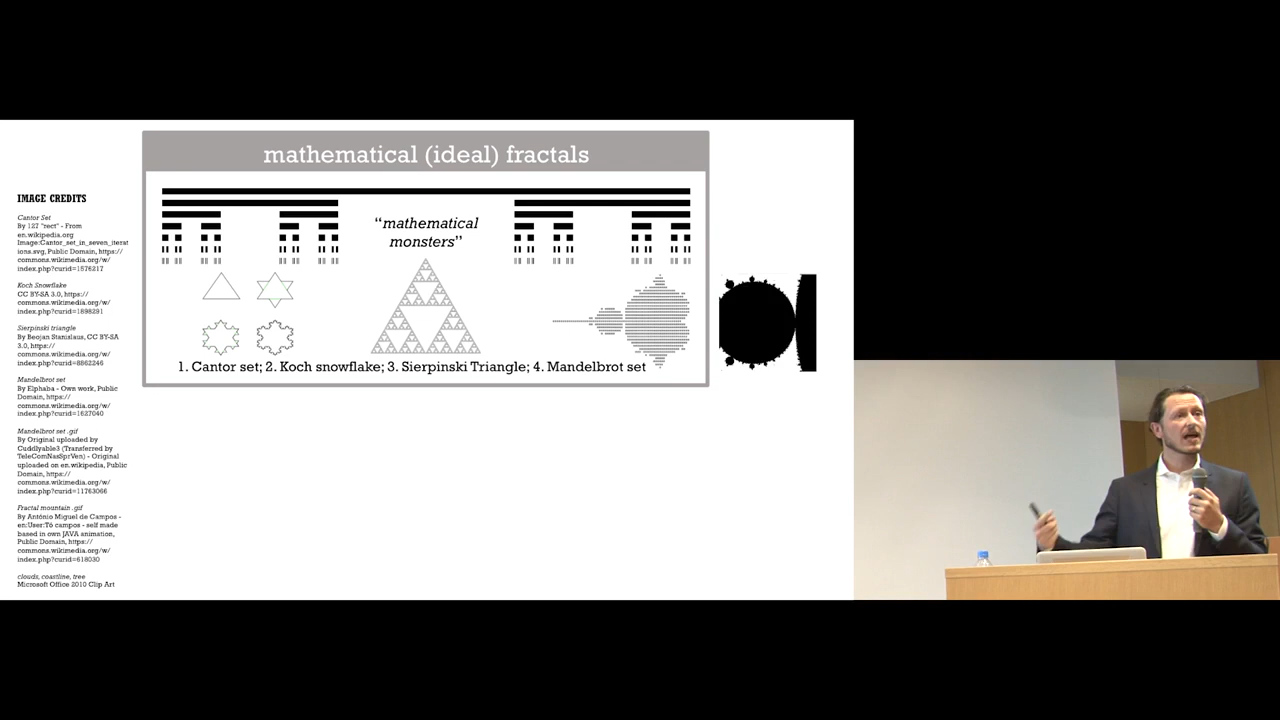 mathematical (ideal) fractals
IMAGE CREDITS
Cantor Set
By 127 "rect" - From
en.wikipedia.org
Image:Cantor_set_in_seven_iterat
ions.svg, Public Domain, https://
commons.wikimedia.org/w/
index.php?curid=1576217
Koch Snowflake
CC BY-SA 3.0, https://
commons.wikimedia.org/w/
index.php?curid=1898291
Sierpinski triangle
By Beojan Stanislaus, CC BY-SA
3.0, https://
commons.wikimedia.org/w/
index.php?curid=8862246
Mandelbrot set
By Elphaba - Own work, Public
Domain, https://
commons.wikimedia.org/w/
index.php?curid=1627040
Mandelbrot set .gif
By Original uploaded by
Cuddlyable3 (Transferred by
TeleComNasSprVen) - Original
uploaded on en.wikipedia, Public
Domain, https://
commons.wikimedia.org/w/
index.php?curid=11763066
Fractal mountain .gif
By António Miguel de Campos -
en:User:Tó campos - self made
based in own JAVA animation,
Public Domain, https://
commons.wikimedia.org/w/
index.php?curid=618030
clouds, coastline, tree
Microsoft Office 2010 Clip Art
“mathematical
monsters”
1. Cantor set; 2. Koch snowflake; 3. Sierpinski Triangle; 4. Mandelbrot set